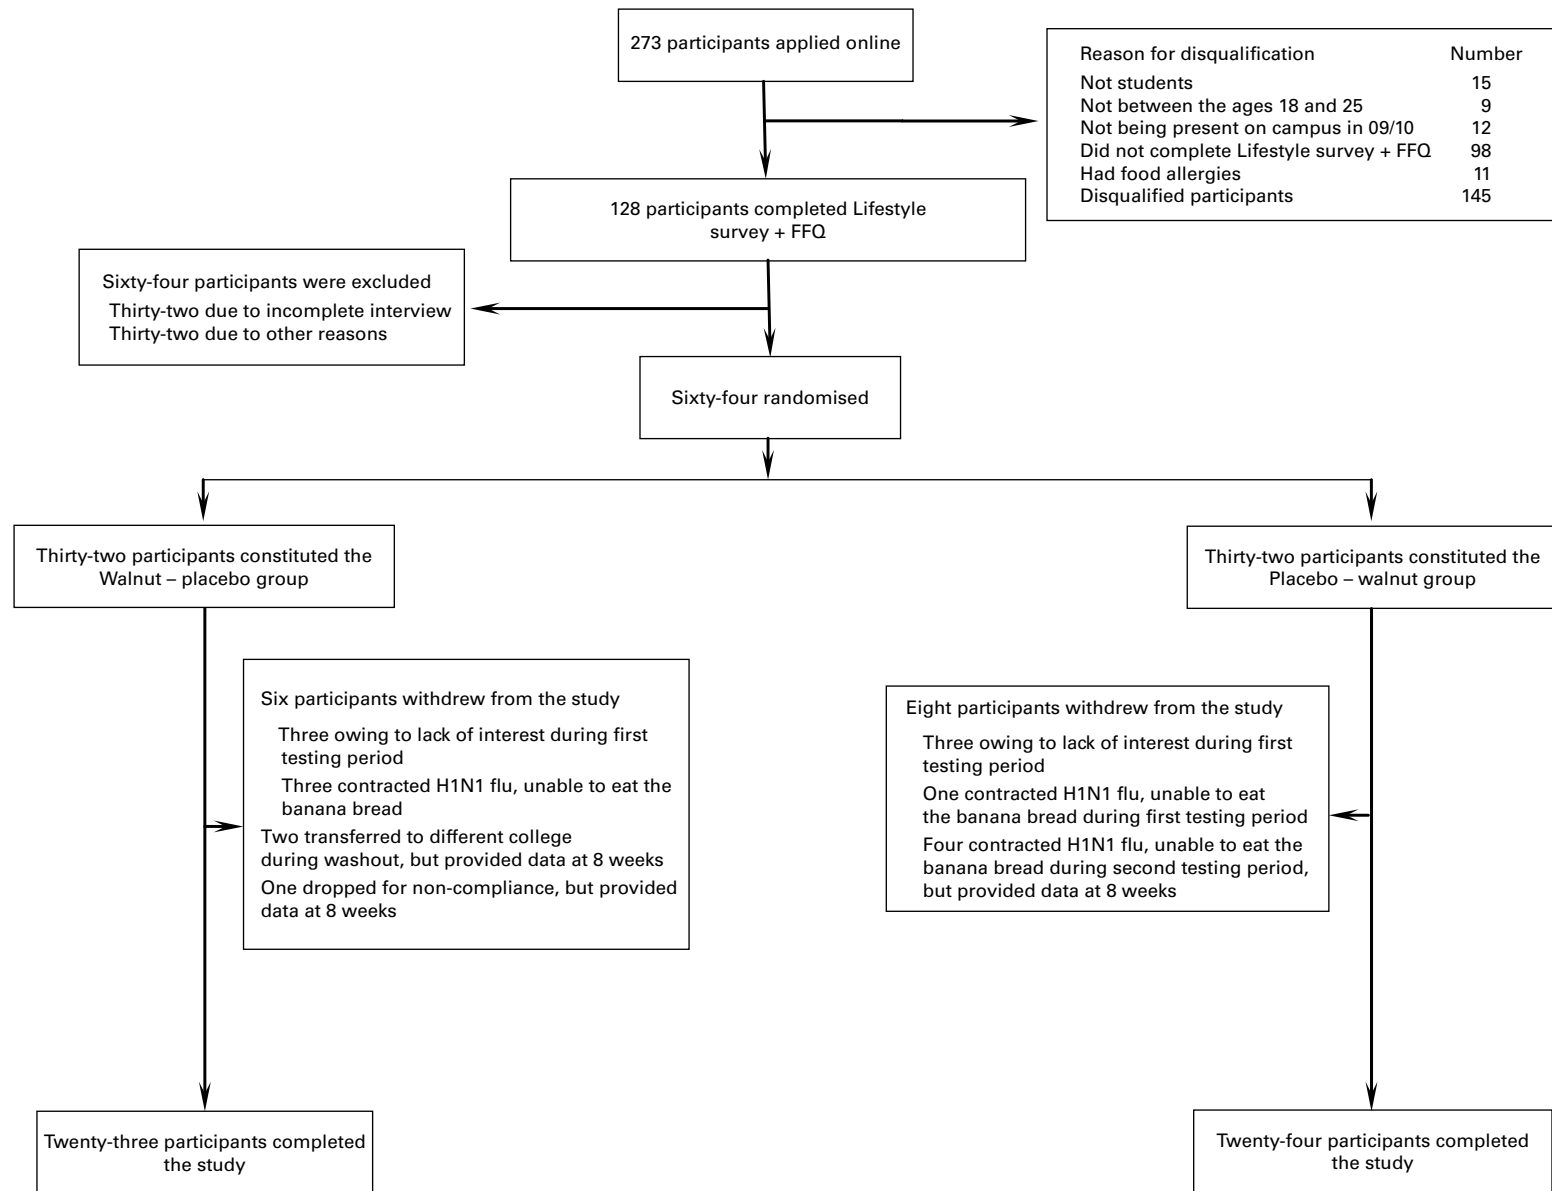 273 participants applied online
Reason for disqualification Number
Not students 15
Not between the ages 18 and 25 9
Not being present on campus in 09/10 12
Did not complete Lifestyle survey + FFQ 98
Had food allergies 11
Disqualified participants 145
128 participants completed Lifestyle
survey + FFQ
Sixty-four participants were excluded
Thirty-two due to incomplete interview
Thirty-two due to other reasons
Sixty-four randomised
Thirty-two participants constituted the
Walnut – placebo group
Thirty-two participants constituted the
Placebo – walnut group
Six participants withdrew from the study
Three owing to lack of interest during first
testing period
Three contracted H1N1 flu, unable to eat the
banana bread
Two transferred to different college
during washout, but provided data at 8 weeks
One dropped for non-compliance, but provided
data at 8 weeks
Eight participants withdrew from the study
Three owing to lack of interest during first
testing period
One contracted H1N1 flu, unable to eat
the banana bread during first testing period
Four contracted H1N1 flu, unable to eat the
banana bread during second testing period,
but provided data at 8 weeks
Twenty-three participants completed
the study
Twenty-four participants completed
the study